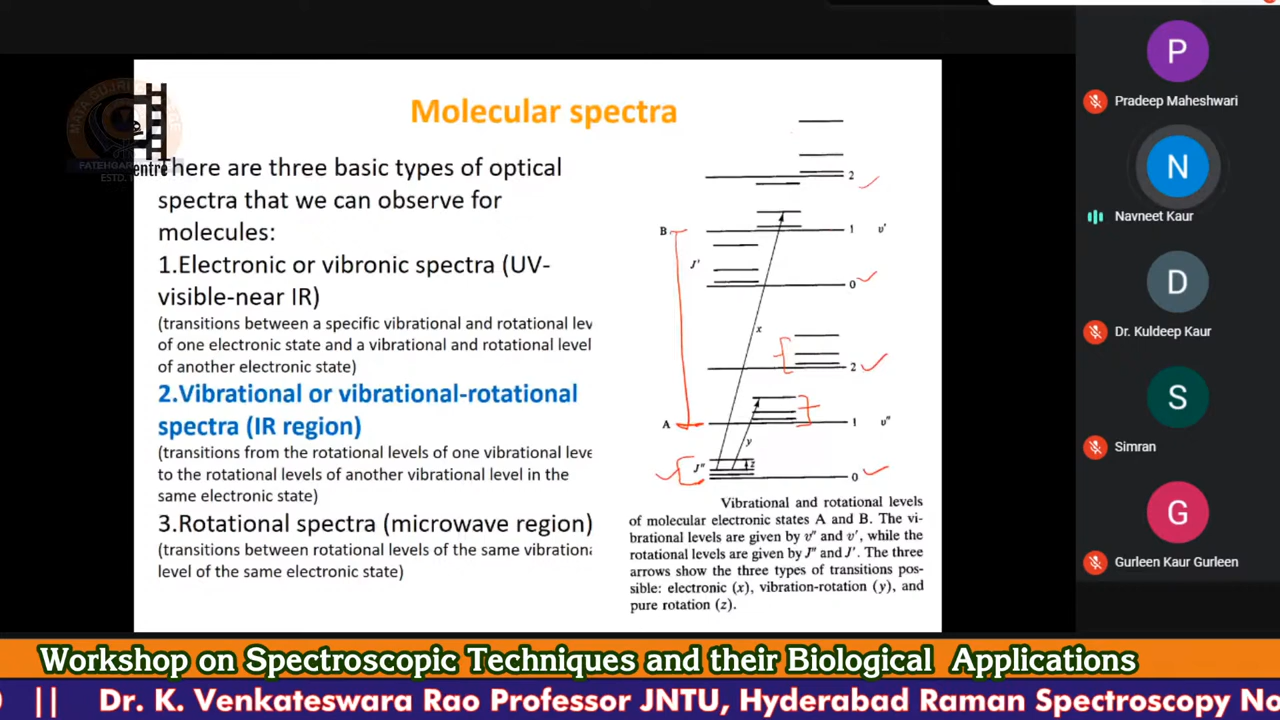 Molecular spectra
There are three basic types of optical
spectra that we can observe for
molecules:
1.Electronic or vibronic spectra (UV-
visible-near IR)
(transitions between a specific vibrational and rotational lev
of one electronic state and a vibrational and rotational level
of another electronic state)
2.Vibrational or vibrational-rotational
spectra (IR region)
(transitions from the rotational levels of one vibrational leve
to the rotational levels of another vibrational level in the
same electronic state)
3.Rotational spectra (microwave region)
(transitions between rotational levels of the same vibrationa
level of the same electronic state)
2
B
1
v'
J'
0
x
2
A
1
v"
y
J"
z
0
Vibrational and rotational levels
of molecular electronic states A and B. The vi-
brational levels are given by v" and v', while the
rotational levels are given by J" and J'. The three
arrows show the three types of transitions pos-
sible: electronic (x), vibration-rotation (y), and
pure rotation (z).
P
Pradeep Maheshwari
N
Navneet Kaur
D
Dr. Kuldeep Kaur
S
Simran
G
Gurleen Kaur Gurleen
entre
Workshop on Spectroscopic Techniques and their Biological Applications
|| Dr. K. Venkateswara Rao Professor JNTU, Hyderabad Raman Spectroscopy No